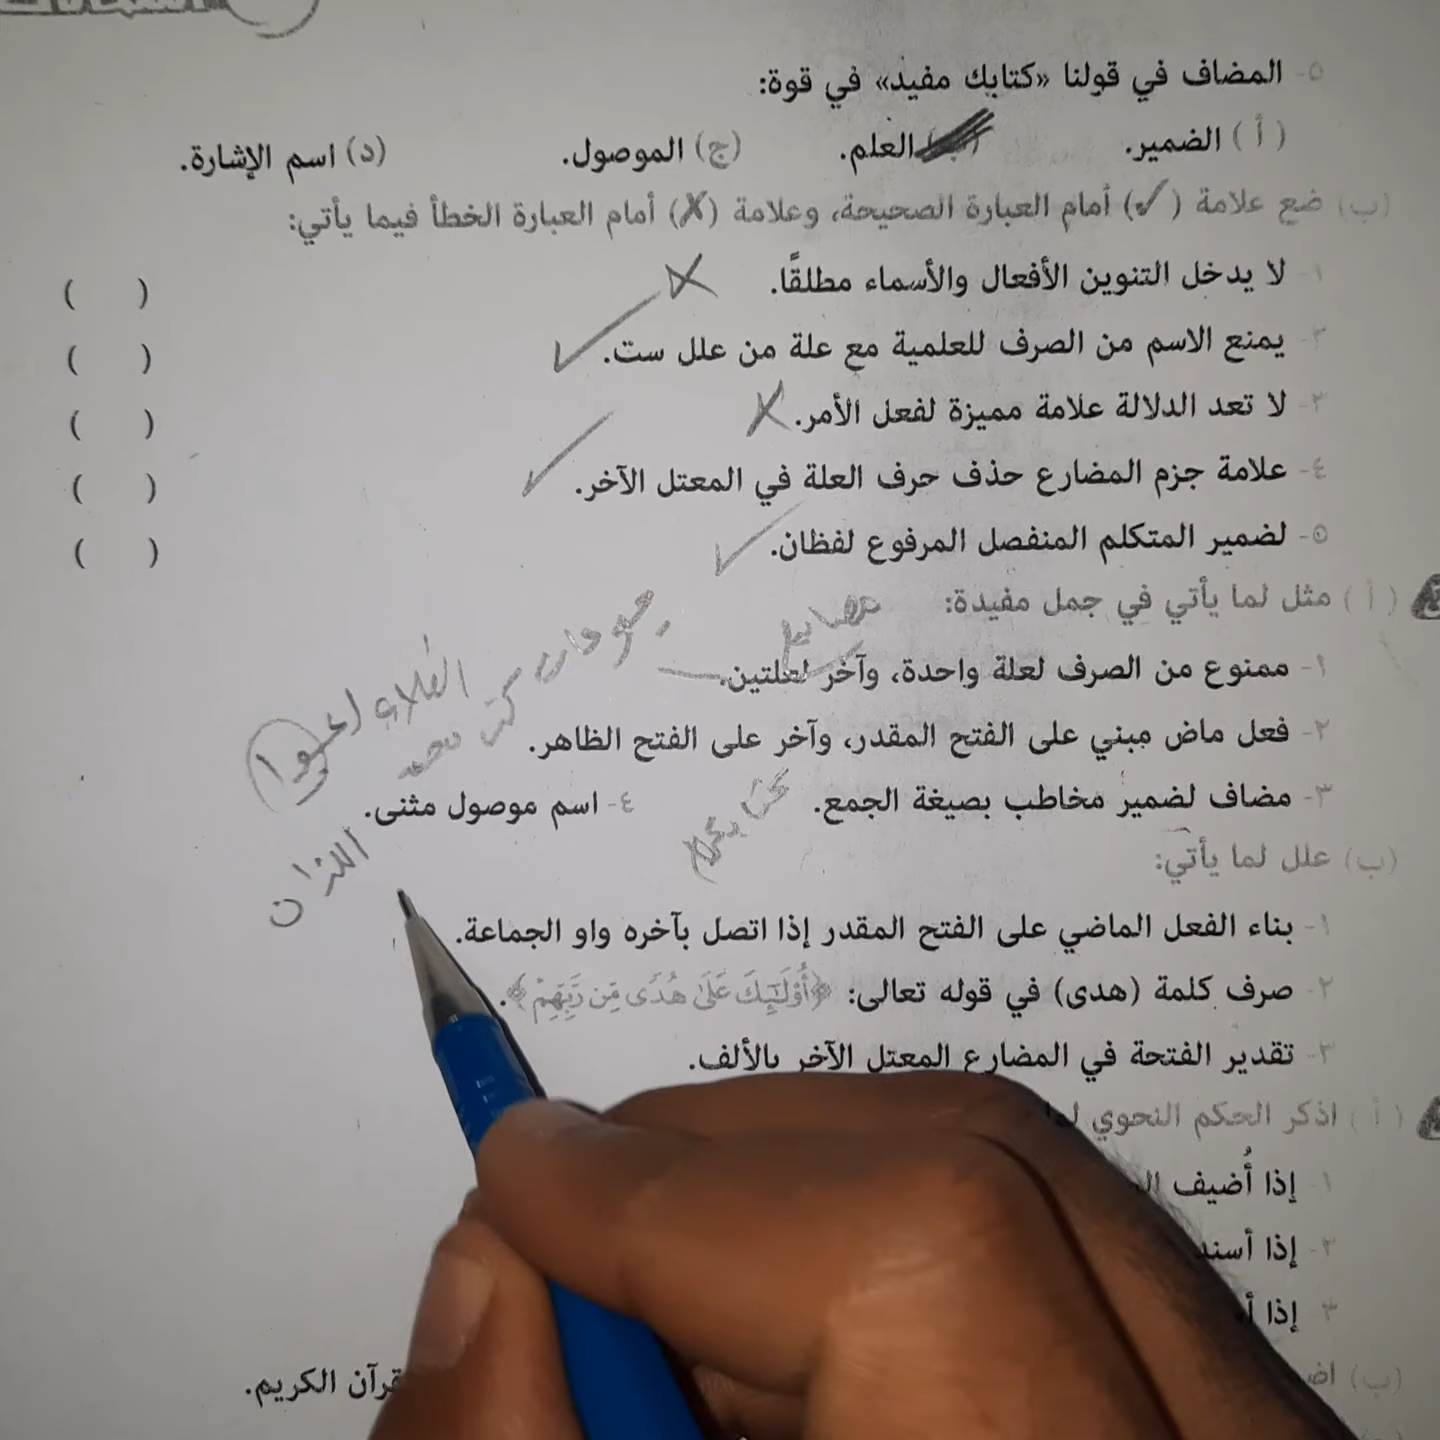 ٥- المضاف في قولنا «كتابك مفيد» في قوة:
(أ) الضمير. (ب) العلم. (ج) الموصول. (د) اسم الإشارة.
(ب) ضع علامة (✓) أمام العبارة الصحيحة، وعلامة (✗) أمام العبارة الخطأ فيما يأتي:
١- لا يدخل التنوين الأفعال والأسماء مطلقًا. ✗ ( )
٢- يمنع الاسم من الصرف للعلمية مع علة من علل ست. ✓ ( )
٣- لا تعد الدلالة علامة مميزة لفعل الأمر. ✗ ( )
٤- علامة جزم المضارع حذف حرف العلة في المعتل الآخر. ✓ ( )
٥- لضمير المتكلم المنفصل المرفوع لفظان. ✓ ( )
(أ) مثل لما يأتي في جمل مفيدة:
مصابيح
١- ممنوع من الصرف لعلة واحدة، وآخر لعلتين.
كتب محمد
٢- فعل ماض مبني على الفتح المقدر، وآخر على الفتح الظاهر.
٣- مضاف لضمير مخاطب بصيغة الجمع. كتابكم ٤- اسم موصول مثنى.
اللذان
(ب) علل لما يأتي:
١- بناء الفعل الماضي على الفتح المقدر إذا اتصل بآخره واو الجماعة.
٢- صرف كلمة (هدى) في قوله تعالى: ﴿أُوْلَٰٓئِكَ عَلَىٰ هُدٗى مِّن رَّبِّهِمۡ﴾.
٣- تقدير الفتحة في المضارع المعتل الآخر بالألف.
(أ) اذكر الحكم النحوي لما
١- إذا أُضيف
٢- إذا أسند
٣- إذا
(ب)
القرآن الكريم.